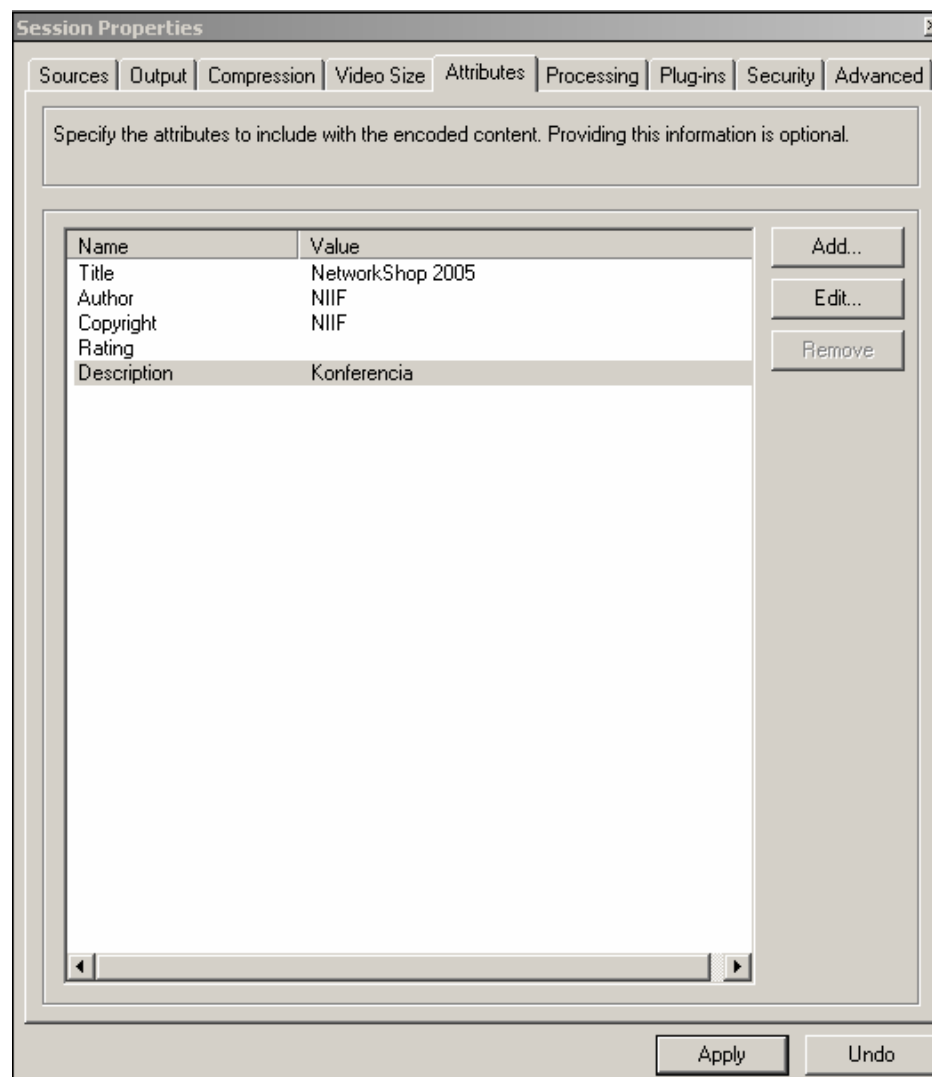 Session Properties
Sources Output Compression Video Size Attributes Processing Plug-ins Security Advanced
Specify the attributes to include with the encoded content. Providing this information is optional.
Name Value
Title NetworkShop 2005
Author NIIF
Copyright NIIF
Rating
Description Konferencia
Add...
Edit...
Remove
Apply Undo